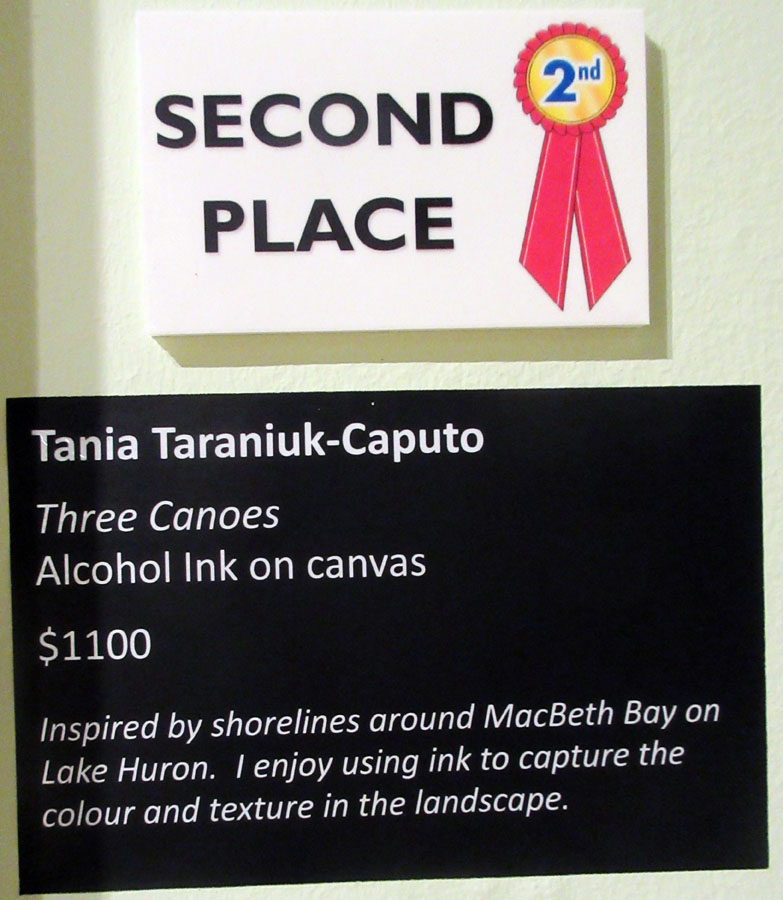 SECOND
PLACE
2nd
Tania Taraniuk-Caputo
Three Canoes
Alcohol Ink on canvas
$1100
Inspired by shorelines around MacBeth Bay on
Lake Huron.  I enjoy using ink to capture the
colour and texture in the landscape.